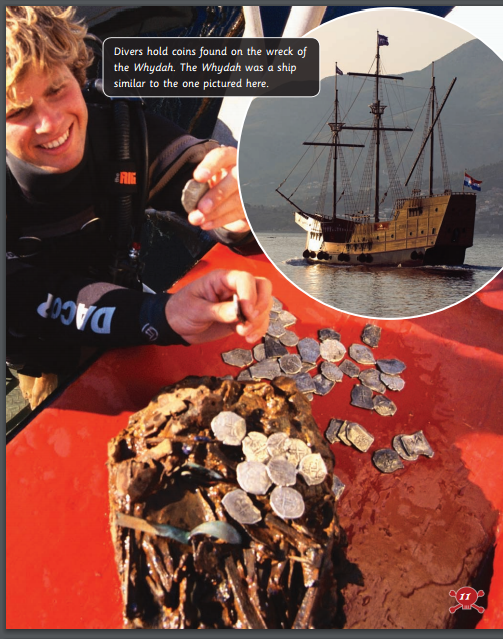 Divers hold coins found on the wreck of
the Whydah. The Whydah was a ship
similar to the one pictured here.
RIG
DACOR
11